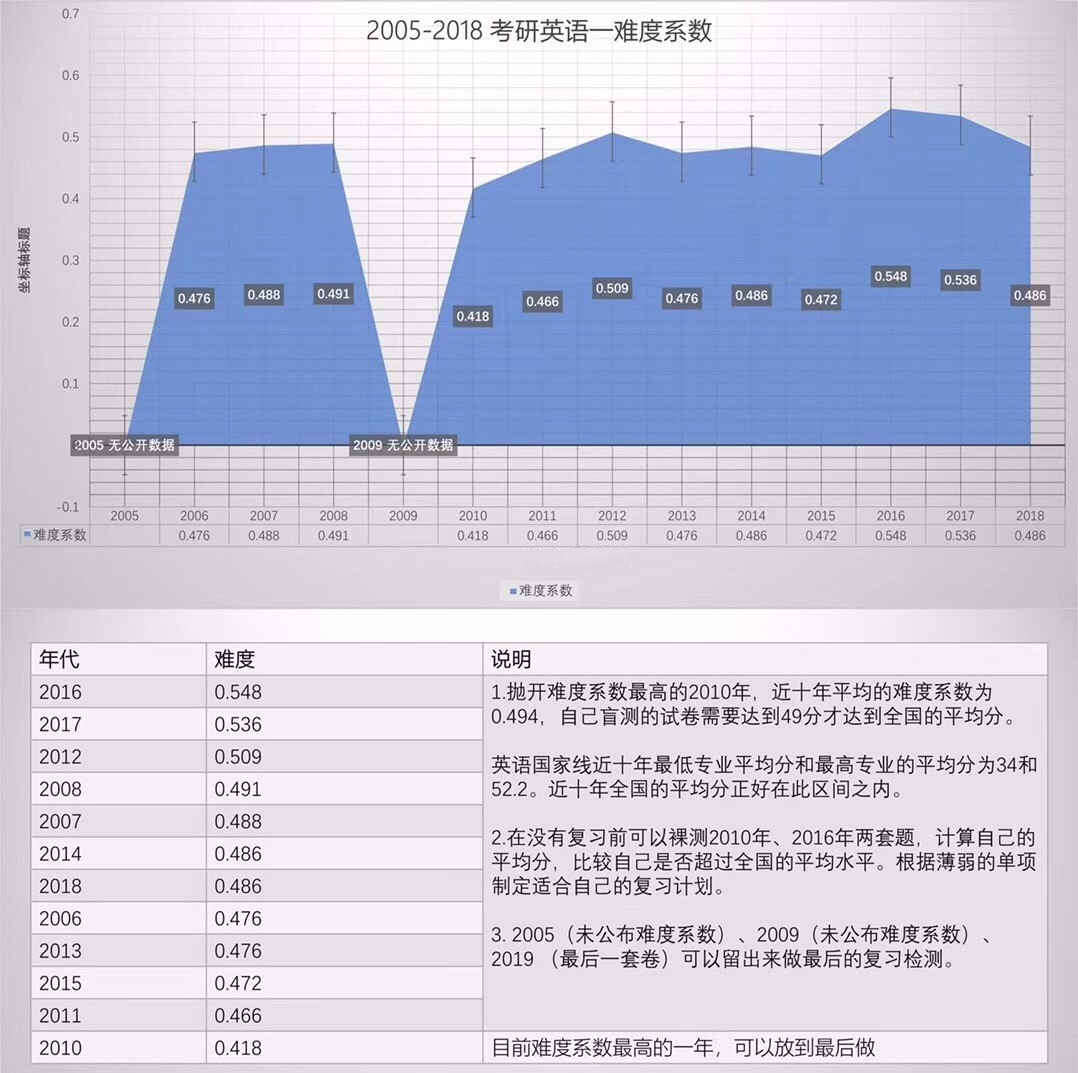 2005-2018 考研英语一难度系数
0.7
0.6
0.5
0.4
0.3
0.2
0.1
-0.1
坐标轴标题
0.476
0.488
0.491
0.418
0.466
0.509
0.476
0.486
0.472
0.548
0.536
0.486
2005 无公开数据
2009 无公开数据
2005 2006 2007 2008 2009 2010 2011 2012 2013 2014 2015 2016 2017 2018
难度系数 0.476 0.488 0.491 0.418 0.466 0.509 0.476 0.486 0.472 0.548 0.536 0.486
难度系数
年代 难度 说明
2016 0.548
2017 0.536
2012 0.509
2008 0.491
2007 0.488
2014 0.486
2018 0.486
2006 0.476
2013 0.476
2015 0.472
2011 0.466
1.抛开难度系数最高的2010年，近十年平均的难度系数为
0.494，自己盲测的试卷需要达到49分才达到全国的平均分。
英语国家线近十年最低专业平均分和最高专业的平均分为34和
52.2。近十年全国的平均分正好在此区间之内。
2.在没有复习前可以裸测2010年、2016年两套题，计算自己的
平均分，比较自己是否超过全国的平均水平。根据薄弱的单项
制定适合自己的复习计划。
3. 2005（未公布难度系数）、2009（未公布难度系数）、
2019 （最后一套卷）可以留出来做最后的复习检测。
2010 0.418 目前难度系数最高的一年，可以放到最后做